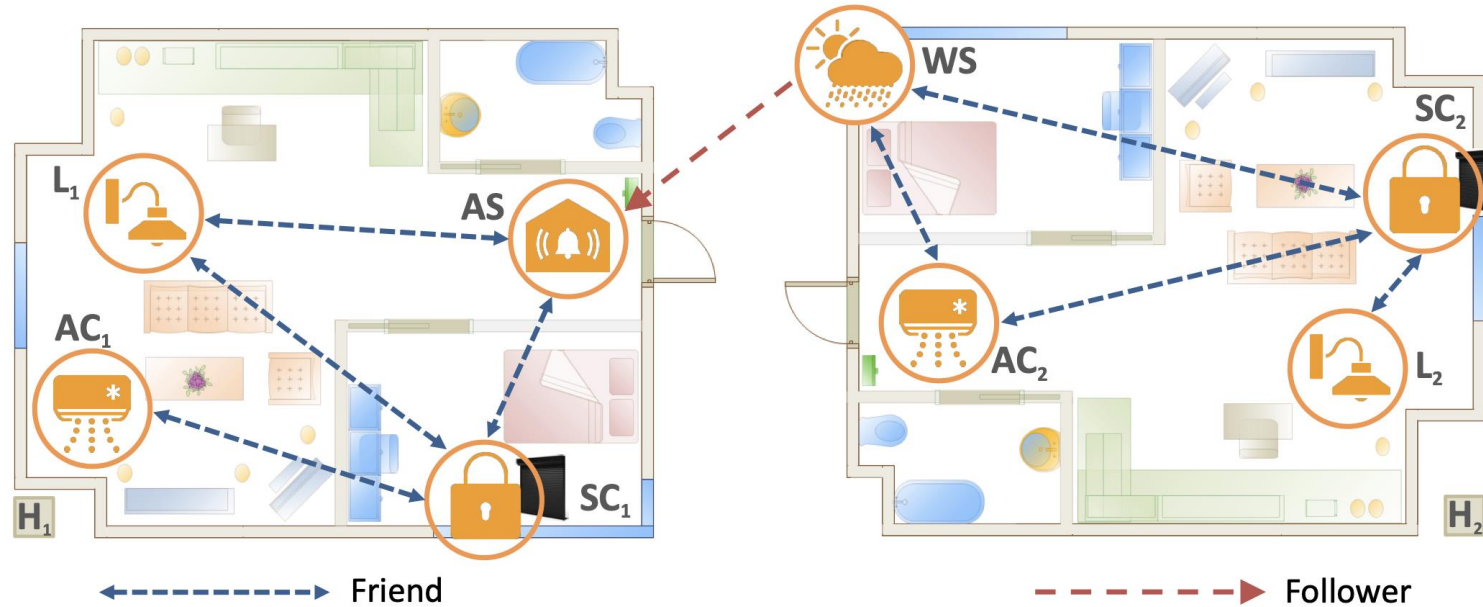 WS
SC₂
L₁
AS
AC₁
AC₂
L₂
SC₁
H₁
H₂
Friend
Follower